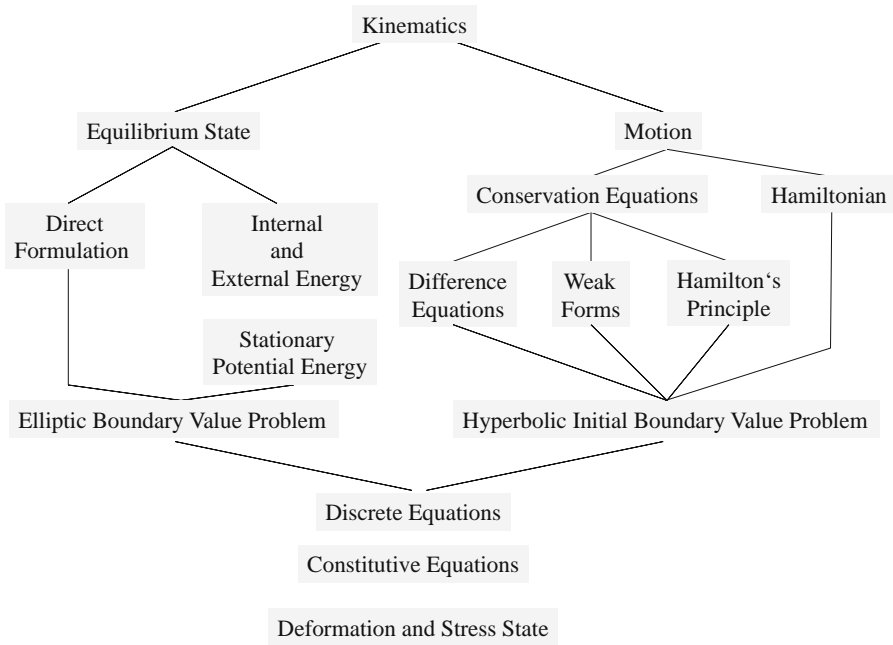 Kinematics
Equilibrium State
Motion
Conservation Equations
Hamiltonian
Direct
Formulation
Internal
and
External Energy
Difference
Equations
Weak
Forms
Hamilton‘s
Principle
Stationary
Potential Energy
Elliptic Boundary Value Problem
Hyperbolic Initial Boundary Value Problem
Discrete Equations
Constitutive Equations
Deformation and Stress State